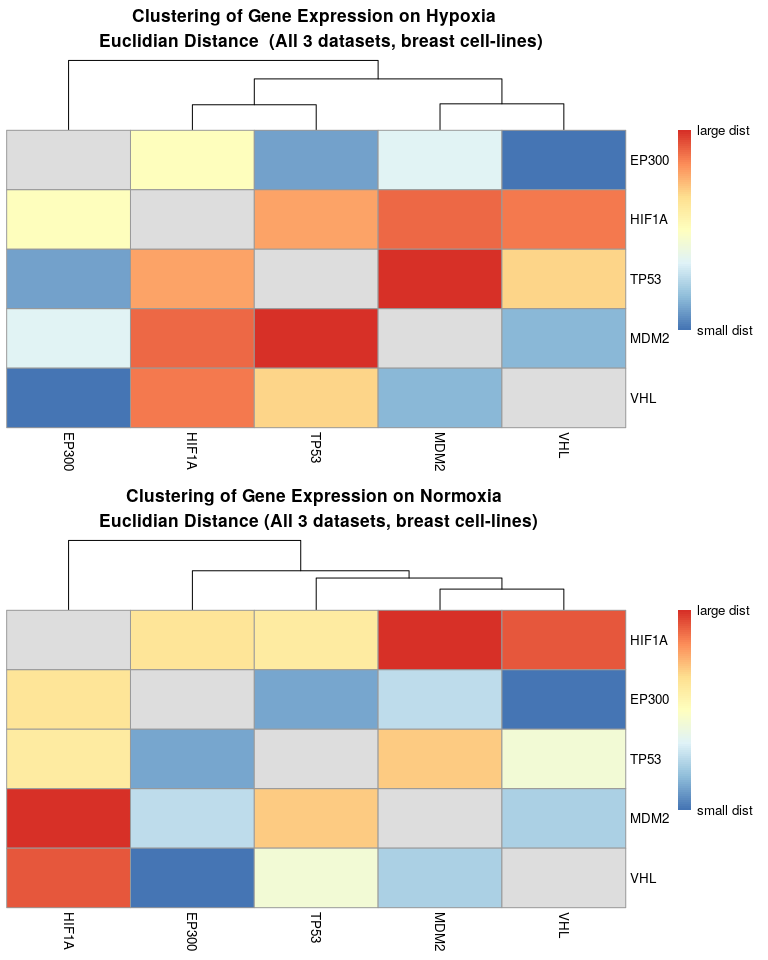 Clustering of Gene Expression on Hypoxia
Euclidian Distance  (All 3 datasets, breast cell-lines)
large dist
EP300
HIF1A
TP53
small dist
MDM2
VHL
EP300 HIF1A TP53 MDM2 VHL
Clustering of Gene Expression on Normoxia
Euclidian Distance (All 3 datasets, breast cell-lines)
large dist
HIF1A
EP300
TP53
small dist
MDM2
VHL
HIF1A EP300 TP53 MDM2 VHL